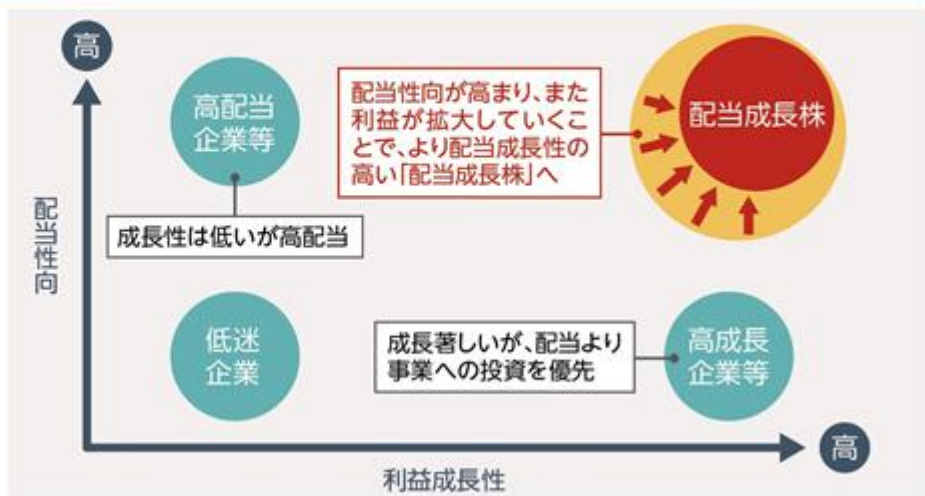 高
高配当
企業等
配当性向が高まり、また
利益が拡大していくこ
とで、より配当成長性の
高い「配当成長株」へ
配当成長株
成長性は低いが高配当
配当性向
低迷
企業
成長著しいが、配当より
事業への投資を優先
高成長
企業等
高
利益成長性